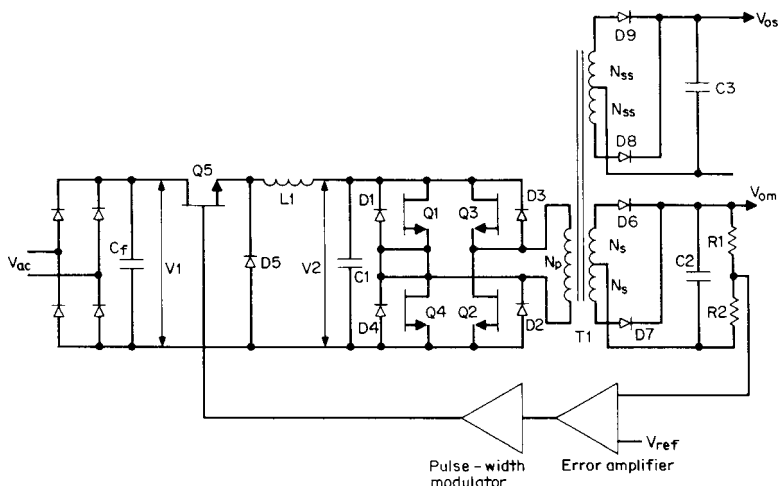 D9
Vos
Nss
C3
Nss
D8
Q5
L1
D1
Q1
Q3
D3
D6
Vom
Vac
Cf
V1
D5
V2
C1
Np
Ns
C2
R1
Ns
R2
D4
Q4
Q2
D2
D7
T1
Vref
Pulse-width
modulator
Error amplifier